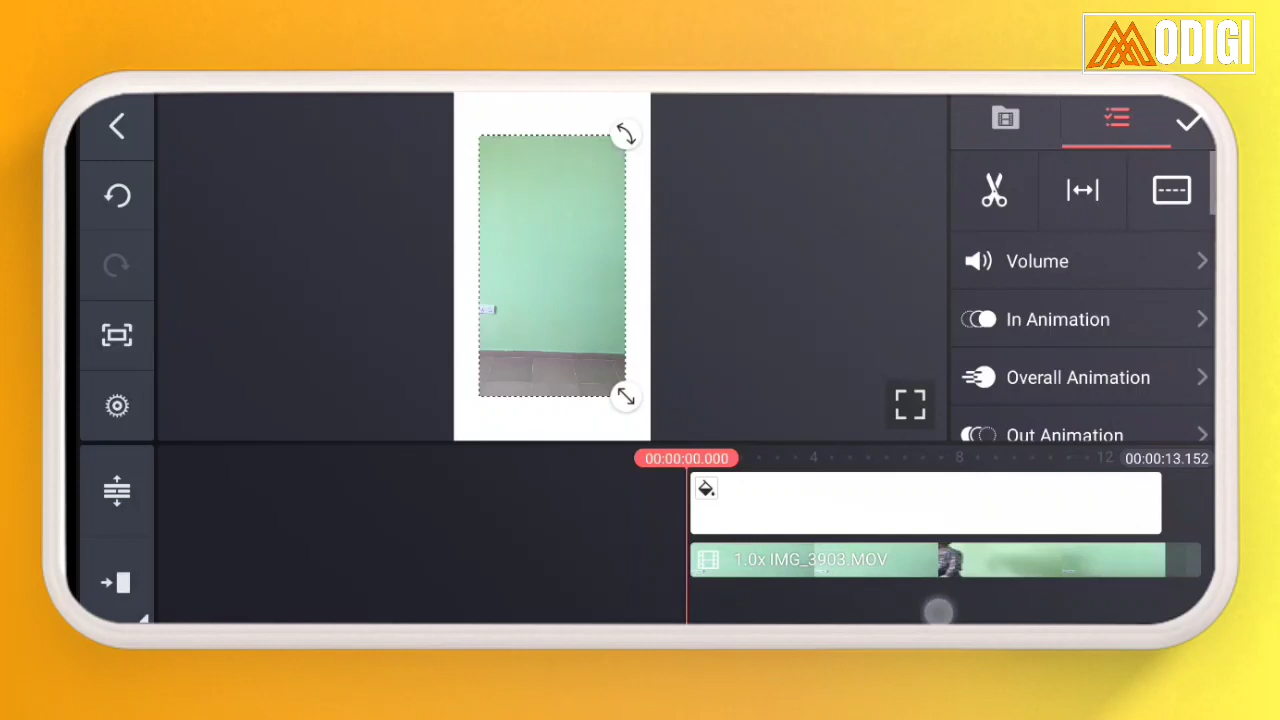 MODIGI
Volume
In Animation
Overall Animation
Out Animation
00:00:00.000
4
8
12
00:00:13.152
1.0x IMG_3903.MOV